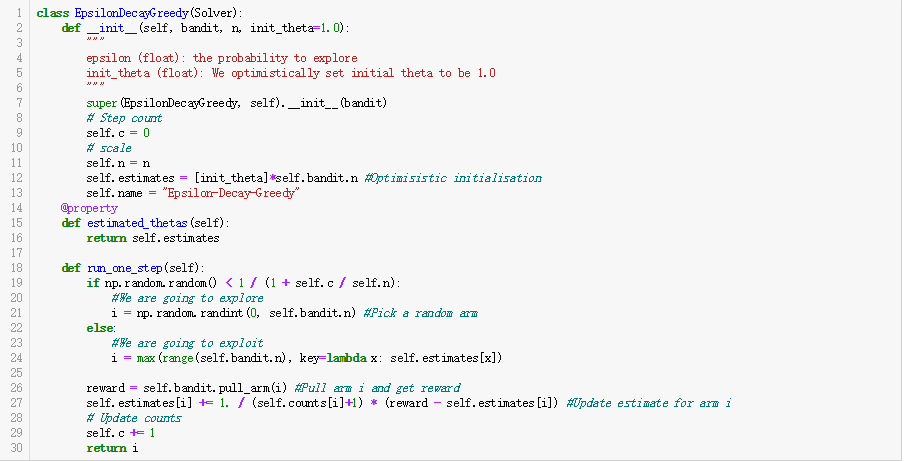 1 class EpsilonDecayGreedy(Solver):
2     def __init__(self, bandit, n, init_theta=1.0):
3         """
4         epsilon (float): the probability to explore
5         init_theta (float): We optimistically set initial theta to be 1.0
6         """
7         super(EpsilonDecayGreedy, self).__init__(bandit)
8         # Step count
9         self.c = 0
10         # scale
11         self.n = n
12         self.estimates = [init_theta]*self.bandit.n #Optimisistic initialisation
13         self.name = "Epsilon-Decay-Greedy"
14     @property
15     def estimated_thetas(self):
16         return self.estimates
17
18     def run_one_step(self):
19         if np.random.random() < 1 / (1 + self.c / self.n):
20             #We are going to explore
21             i = np.random.randint(0, self.bandit.n) #Pick a random arm
22         else:
23             #We are going to exploit
24             i = max(range(self.bandit.n), key=lambda x: self.estimates[x])
25
26         reward = self.bandit.pull_arm(i) #Pull arm i and get reward
27         self.estimates[i] += 1. / (self.counts[i]+1) * (reward - self.estimates[i]) #Update estimate for arm i
28         # Update counts
29         self.c += 1
30         return i